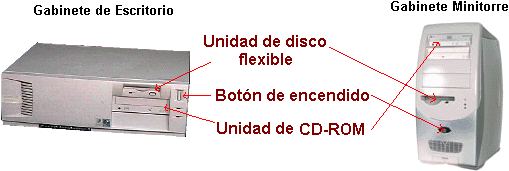 Gabinete de Escritorio
Gabinete Minitorre
Unidad de disco
flexible
Botón de encendido
Unidad de CD-ROM